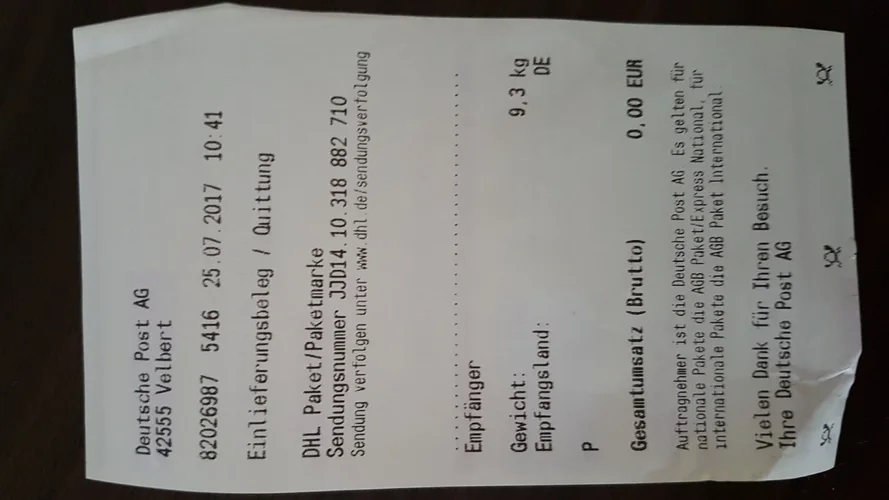 Deutsche Post AG
42555 Velbert
82026987 5416 25.07.2017 10:41
Einlieferungsbeleg / Quittung
DHL Paket/Paketmarke
Sendungsnummer JJD14.10.318 882 710
Sendung verfolgen unter www.dhl.de/sendungsverfolgung
Empfänger
Gewicht: 9,3 kg
Empfangsland: DE
P
Gesamtumsatz (Brutto) 0,00 EUR
Auftragnehmer ist die Deutsche Post AG Es gelten für
nationale Pakete die AGB Paket/Express National, für
internationale Pakete die AGB Paket International.
Vielen Dank für Ihren Besuch.
Ihre Deutsche Post AG